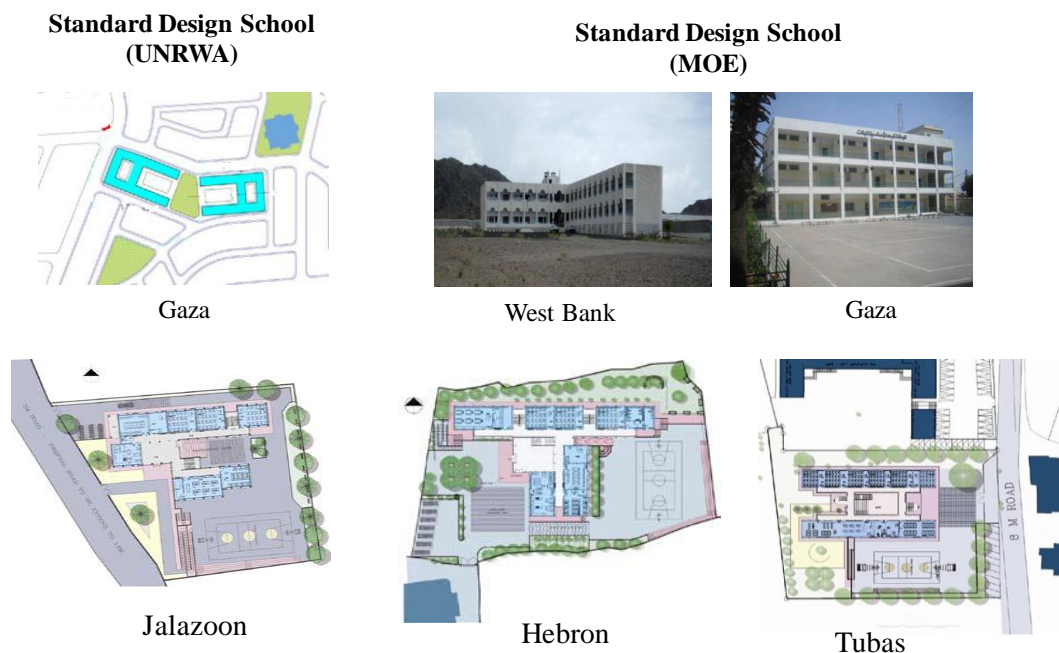 Standard Design School
(UNRWA)
Standard Design School
(MOE)
Gaza
West Bank
Gaza
8 M ROAD
Jalazoon
Hebron
Tubas